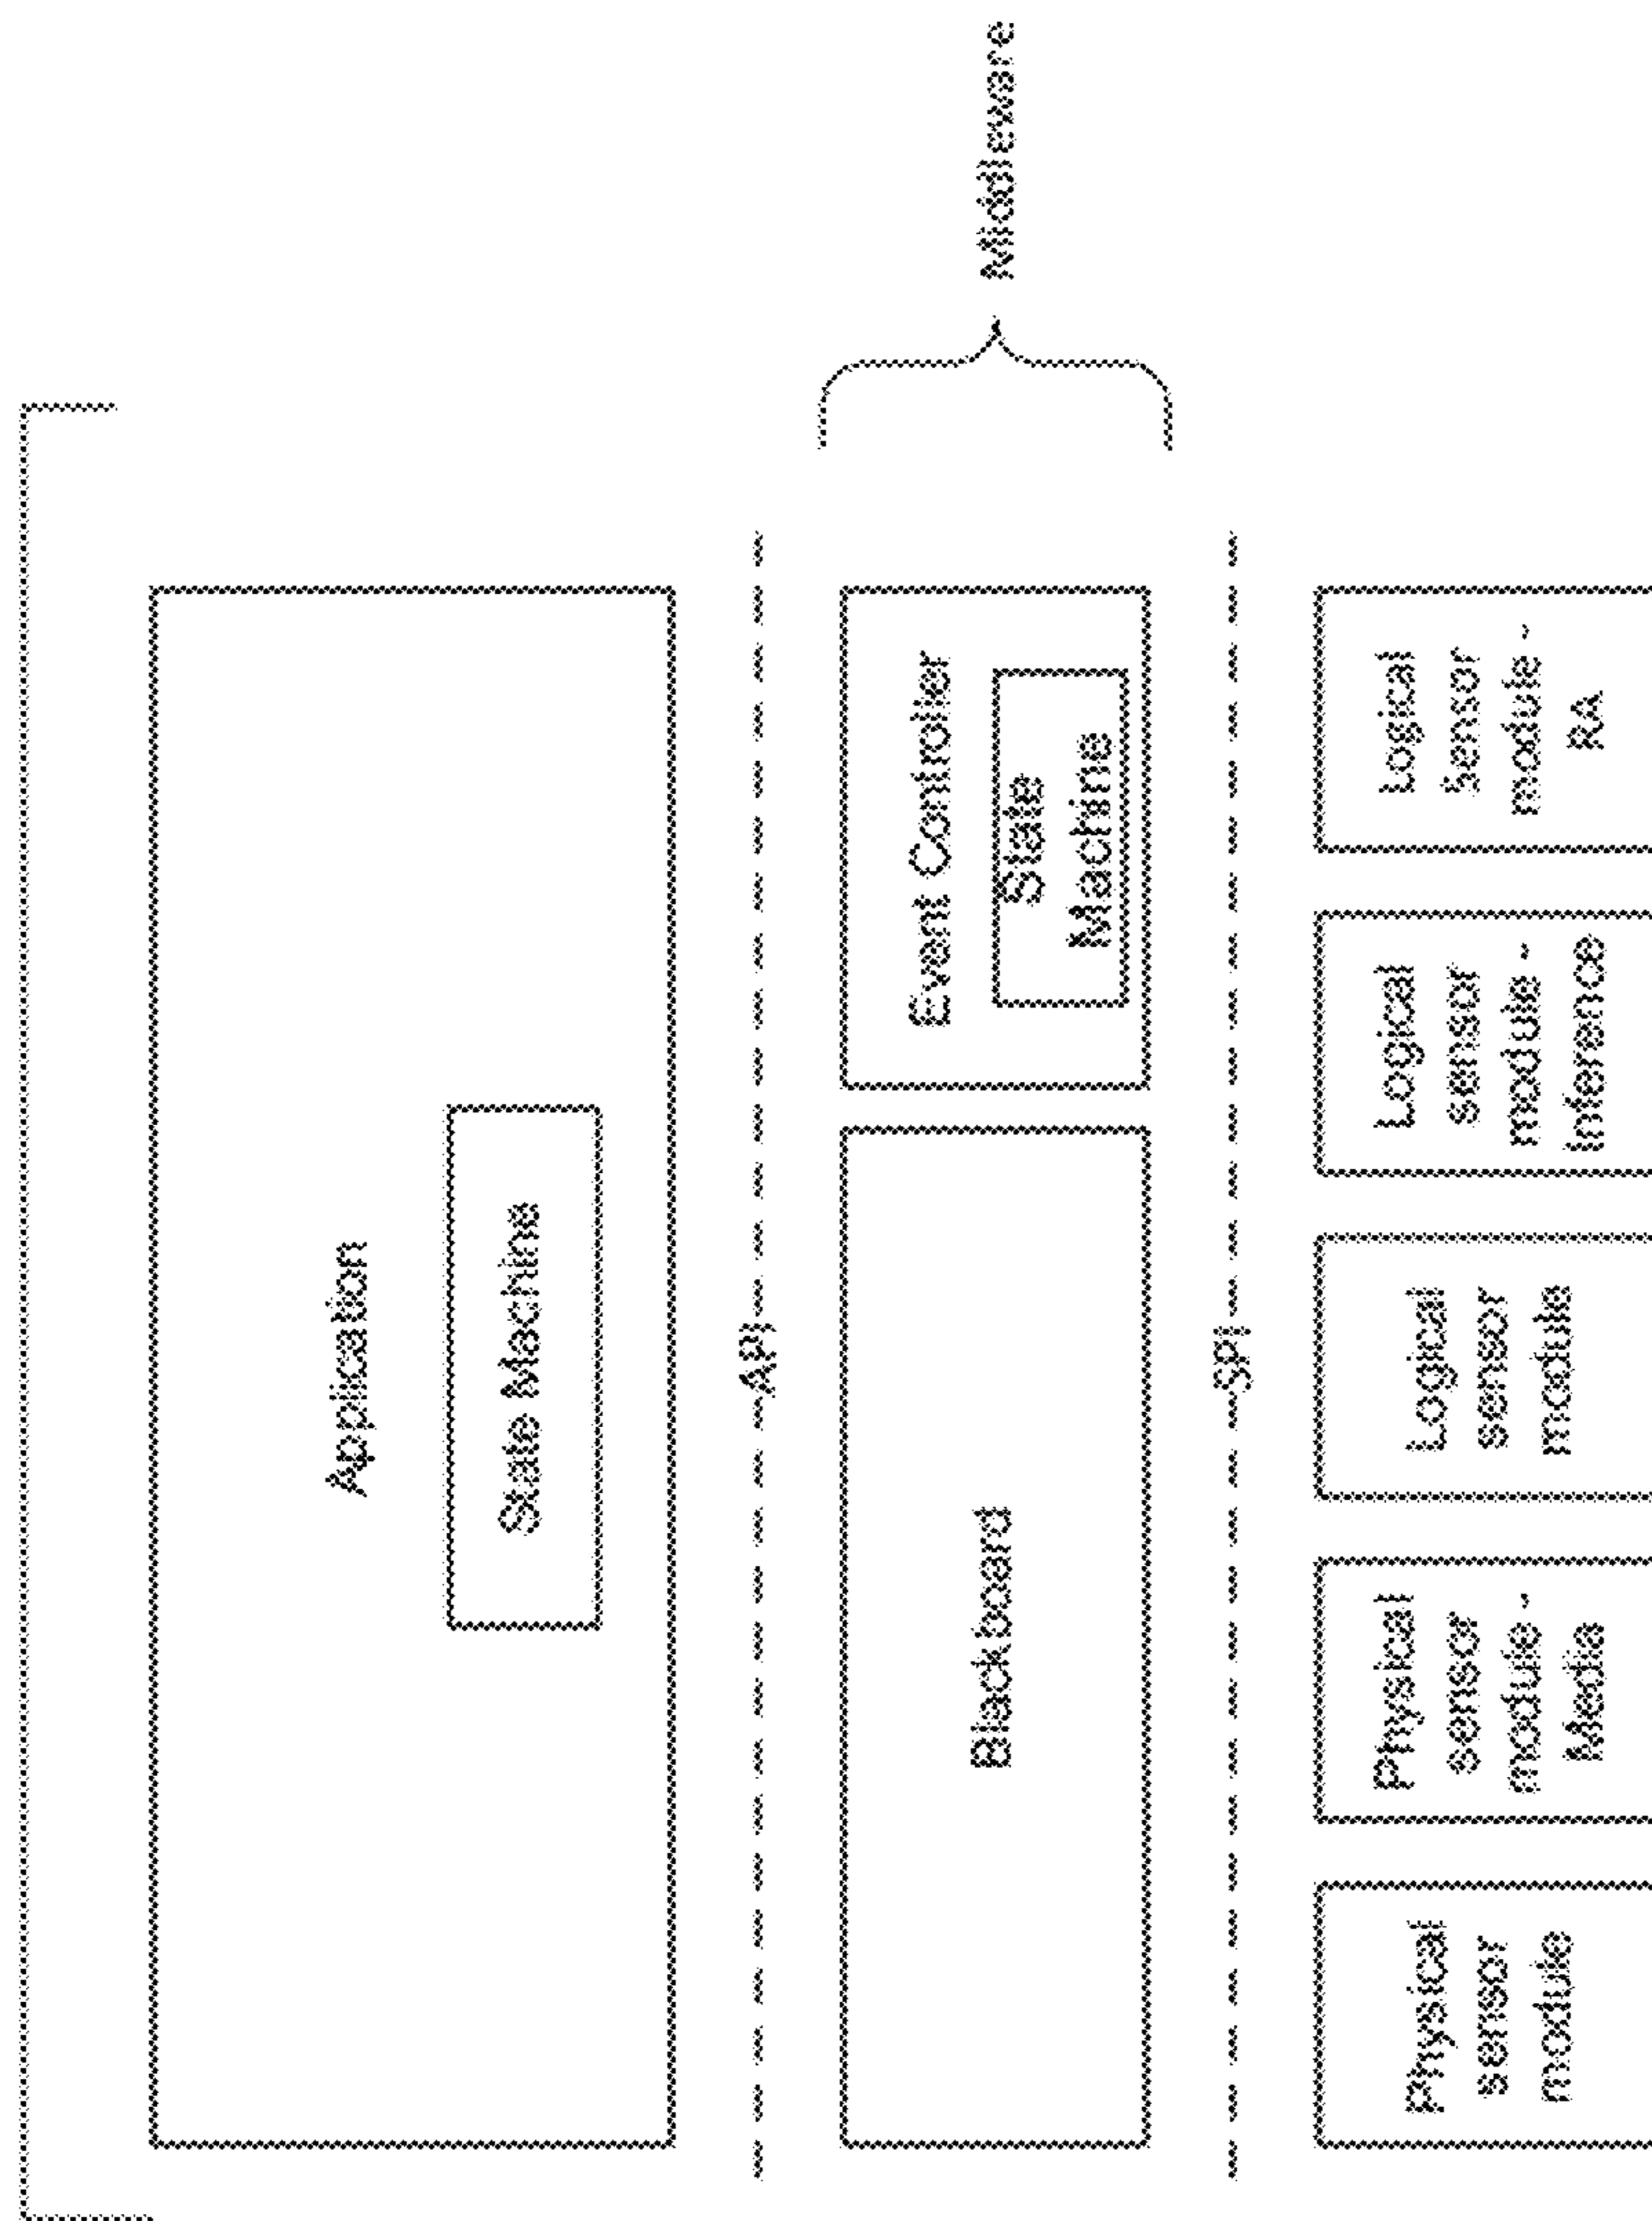 Application
State Machine
API
Blackboard
Event Controller
State
Machine
Middleware
SPI
Physical
sensor
module
Physical
sensor
module -
Media
Logical
sensor
module
Logical
sensor
module -
Inference
Logical
Sensor
module -
RA